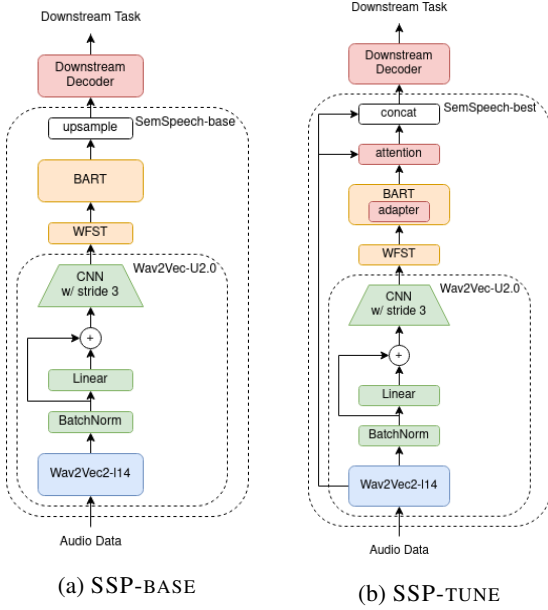 Downstream Task
Downstream
Decoder
SemSpeech-base
upsample
BART
WFST
Wav2Vec-U2.0
CNN
w/ stride 3
+
Linear
BatchNorm
Wav2Vec2-l14
Audio Data
(a) SSP-BASE
Downstream Task
Downstream
Decoder
SemSpeech-best
concat
attention
BART
adapter
WFST
Wav2Vec-U2.0
CNN
w/ stride 3
+
Linear
BatchNorm
Wav2Vec2-l14
Audio Data
(b) SSP-TUNE